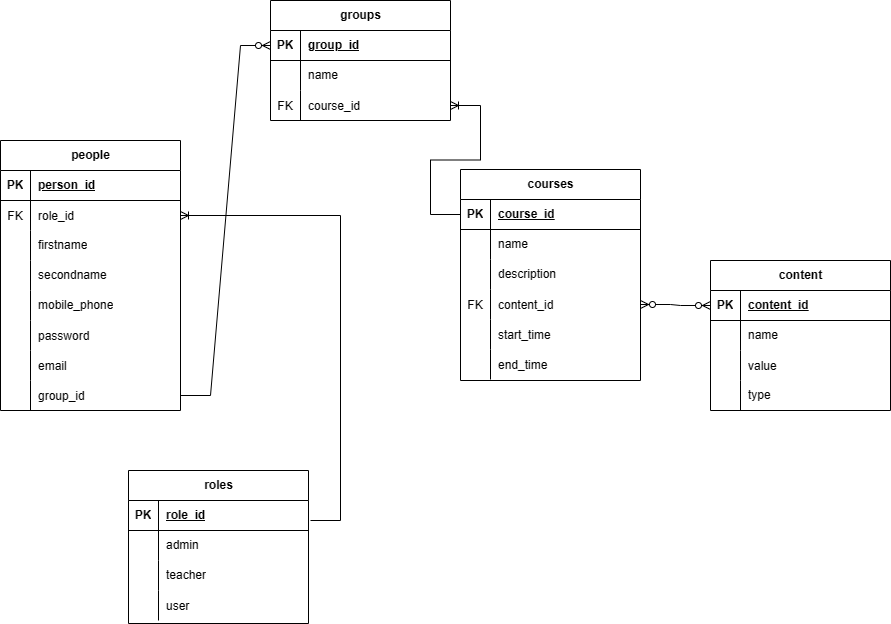 groups
PK group_id
name
FK course_id
people
PK person_id
FK role_id
firstname
secondname
mobile_phone
password
email
group_id
courses
PK course_id
name
description
FK content_id
start_time
end_time
content
PK content_id
name
value
type
roles
PK role_id
admin
teacher
user